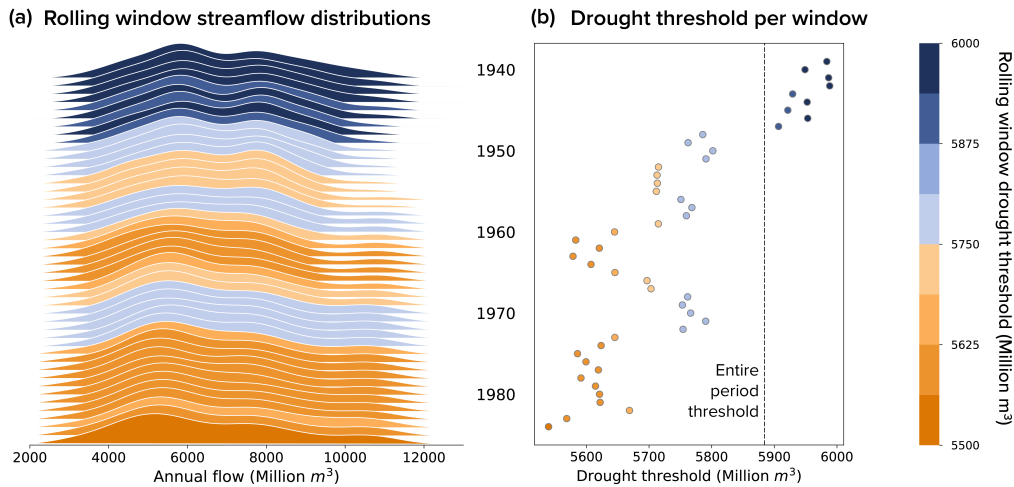 (a) Rolling window streamflow distributions
(b) Drought threshold per window
1940
1950
1960
1970
1980
2000 4000 6000 8000 10000 12000
Annual flow (Million m³)
Entire
period
threshold
5600 5700 5800 5900 6000
Drought threshold (Million m³)
6000
5875
5750
5625
5500
Rolling window drought threshold (Million m³)